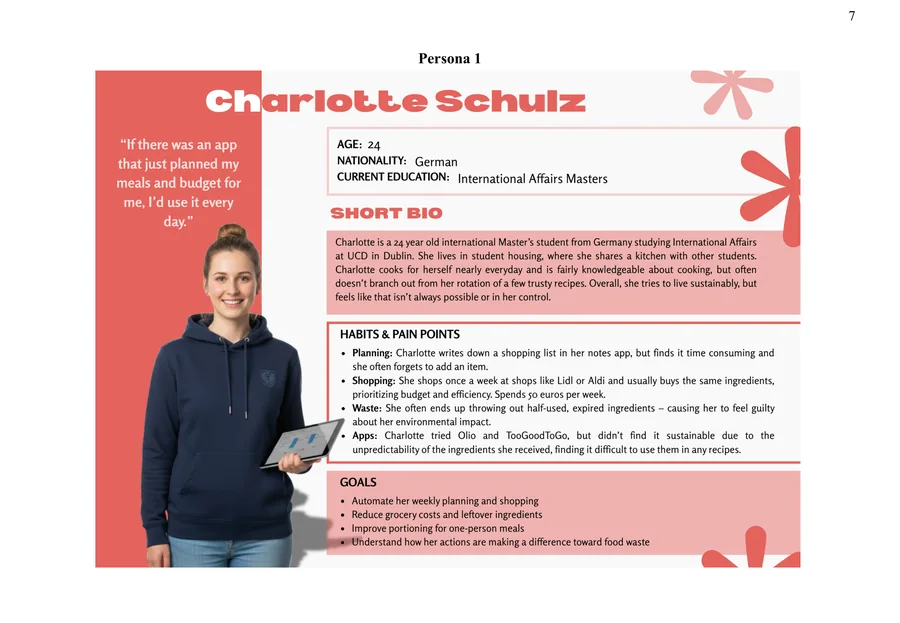 7
Persona 1
Charlotte Schulz
“If there was an app
that just planned my
meals and budget for
me, I’d use it every
day.”
AGE: 24
NATIONALITY: German
CURRENT EDUCATION: International Affairs Masters
SHORT BIO
Charlotte is a 24 year old international Master’s student from Germany studying International Affairs
at UCD in Dublin. She lives in student housing, where she shares a kitchen with other students.
Charlotte cooks for herself nearly everyday and is fairly knowledgeable about cooking, but often
doesn’t branch out from her rotation of a few trusty recipes. Overall, she tries to live sustainably, but
feels like that isn’t always possible or in her control.
HABITS & PAIN POINTS
• Planning: Charlotte writes down a shopping list in her notes app, but finds it time consuming and
she often forgets to add an item.
• Shopping: She shops once a week at shops like Lidl or Aldi and usually buys the same ingredients,
prioritizing budget and efficiency. Spends 50 euros per week.
• Waste: She often ends up throwing out half-used, expired ingredients – causing her to feel guilty
about her environmental impact.
• Apps: Charlotte tried Olio and TooGoodToGo, but didn’t find it sustainable due to the
unpredictability of the ingredients she received, finding it difficult to use them in any recipes.
GOALS
• Automate her weekly planning and shopping
• Reduce grocery costs and leftover ingredients
• Improve portioning for one-person meals
• Understand how her actions are making a difference toward food waste